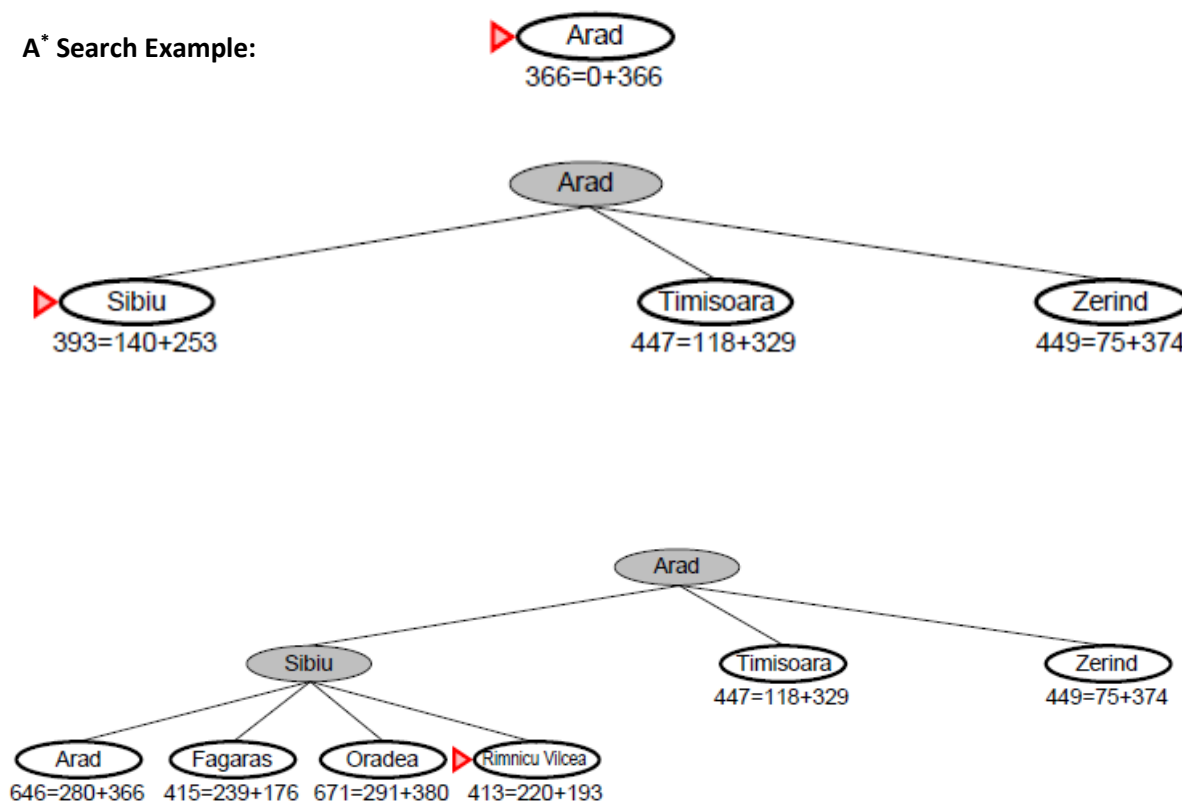 A* Search Example:
Arad
366=0+366
Arad
Sibiu Timisoara Zerind
393=140+253 447=118+329 449=75+374
Arad
Sibiu Timisoara Zerind
447=118+329 449=75+374
Arad Fagaras Oradea Rimnicu Vilcea
646=280+366 415=239+176 671=291+380 413=220+193